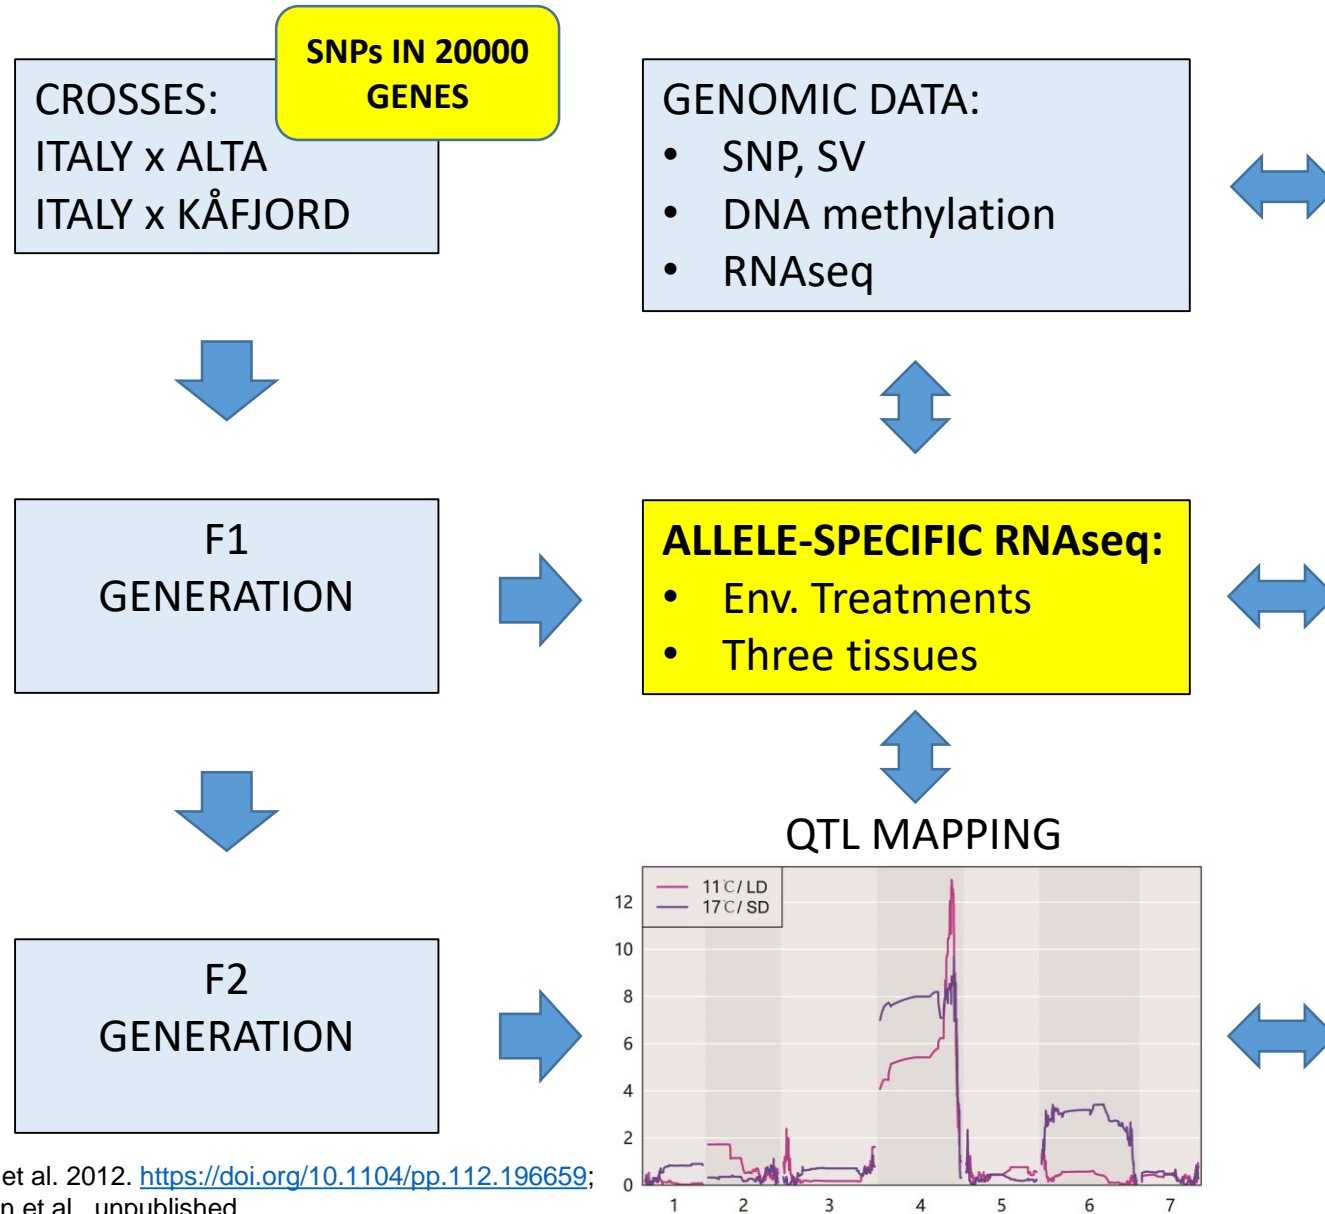 SNPs IN 20000
GENES
CROSSES:
ITALY x ALTA
ITALY x KÅFJORD
GENOMIC DATA:
• SNP, SV
• DNA methylation
• RNAseq
F1
GENERATION
ALLELE-SPECIFIC RNAseq:
• Env. Treatments
• Three tissues
QTL MAPPING
11℃/ LD
17℃/ SD
12
10
8
6
4
2
0
1 2 3 4 5 6 7
F2
GENERATION
et al. 2012. https://doi.org/10.1104/pp.112.196659;
n et al., unpublished